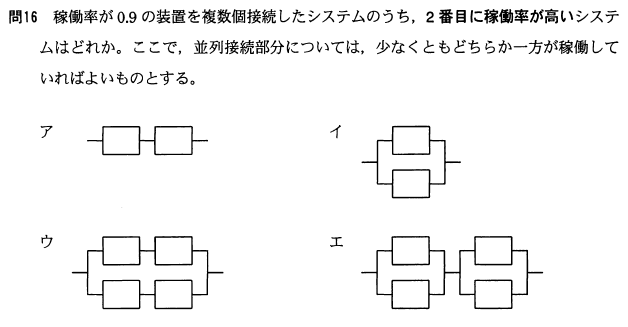 問16 稼働率が0.9の装置を複数個接続したシステムのうち，2番目に稼働率が高いシステ
ムはどれか。ここで，並列接続部分については，少なくともどちらか一方が稼働して
いればよいものとする。
ア
イ
ウ
エ